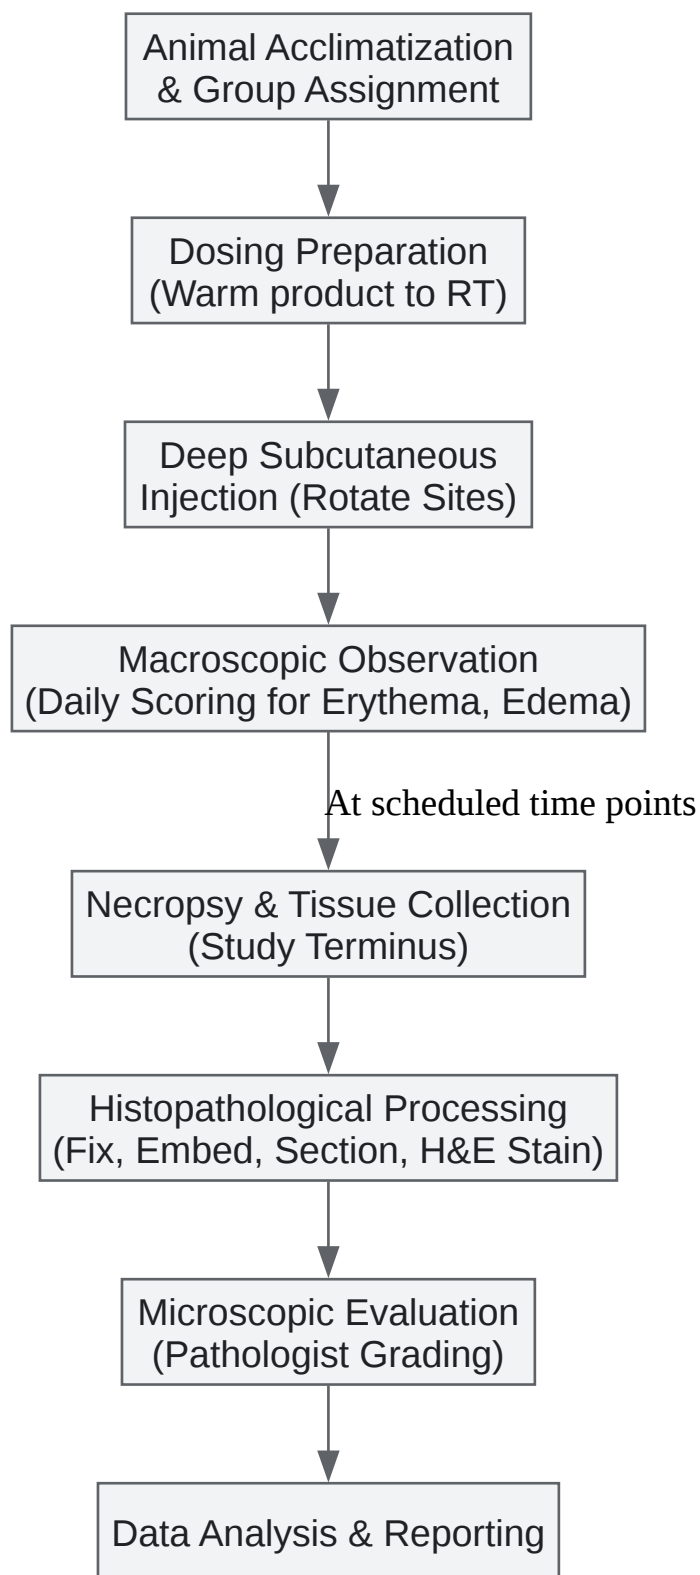 Animal Acclimatization
& Group Assignment
Dosing Preparation
(Warm product to RT)
Deep Subcutaneous
Injection (Rotate Sites)
Macroscopic Observation
(Daily Scoring for Erythema, Edema)
At scheduled time points
Necropsy & Tissue Collection
(Study Terminus)
Histopathological Processing
(Fix, Embed, Section, H&E Stain)
Microscopic Evaluation
(Pathologist Grading)
Data Analysis & Reporting